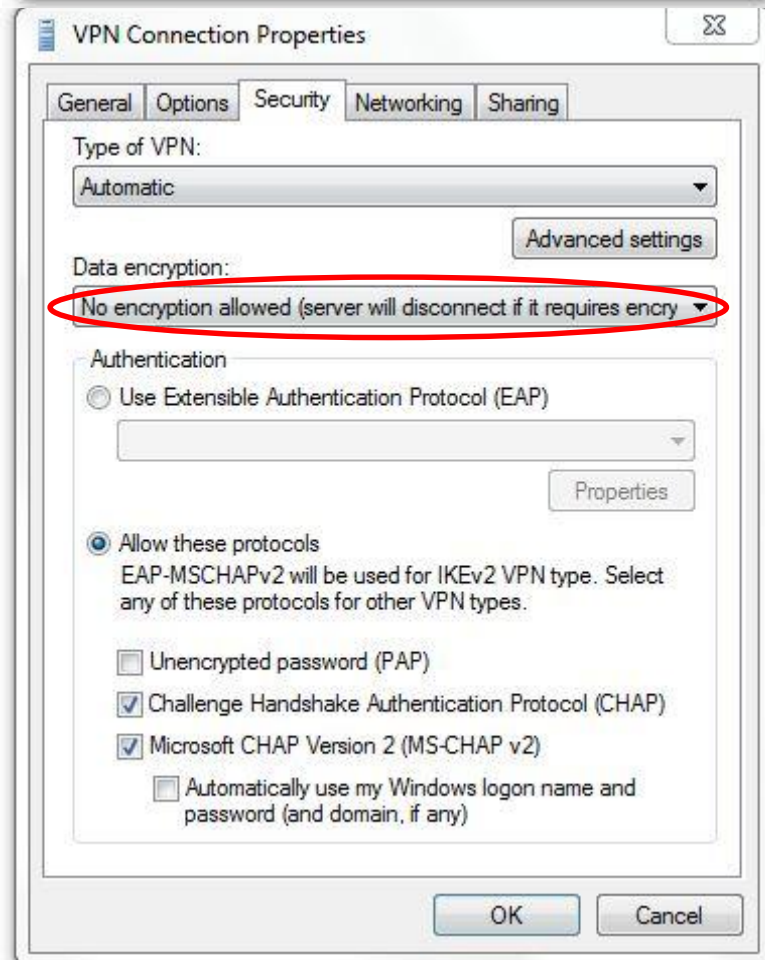 VPN Connection Properties
General Options Security Networking Sharing
Type of VPN:
Automatic
Advanced settings
Data encryption:
No encryption allowed (server will disconnect if it requires encry
Authentication
Use Extensible Authentication Protocol (EAP)
Properties
Allow these protocols
EAP-MSCHAPv2 will be used for IKEv2 VPN type. Select
any of these protocols for other VPN types.
Unencrypted password (PAP)
Challenge Handshake Authentication Protocol (CHAP)
Microsoft CHAP Version 2 (MS-CHAP v2)
Automatically use my Windows logon name and
password (and domain, if any)
OK Cancel